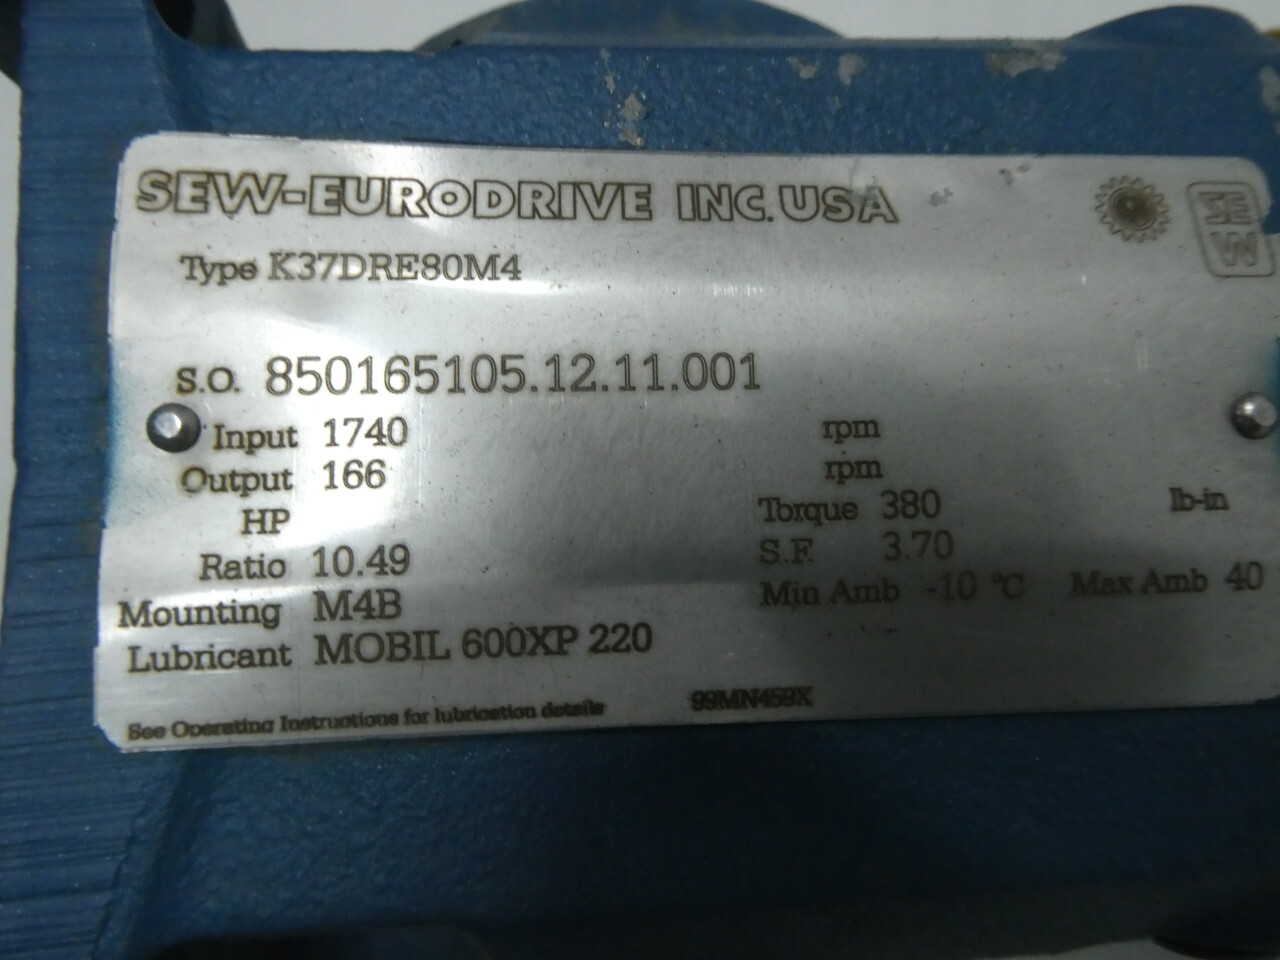 SEW-EURODRIVE INC. USA
SEW
Type K37DRE80M4
S.O. 850165105.12.11.001
Input 1740 rpm
Output 166 rpm
HP Torque 380 lb-in
Ratio 10.49 S.F. 3.70
Mounting M4B Min Amb -10 °C Max Amb 40
Lubricant MOBIL 600XP 220
See Operating Instructions for lubrication details 99MN459X